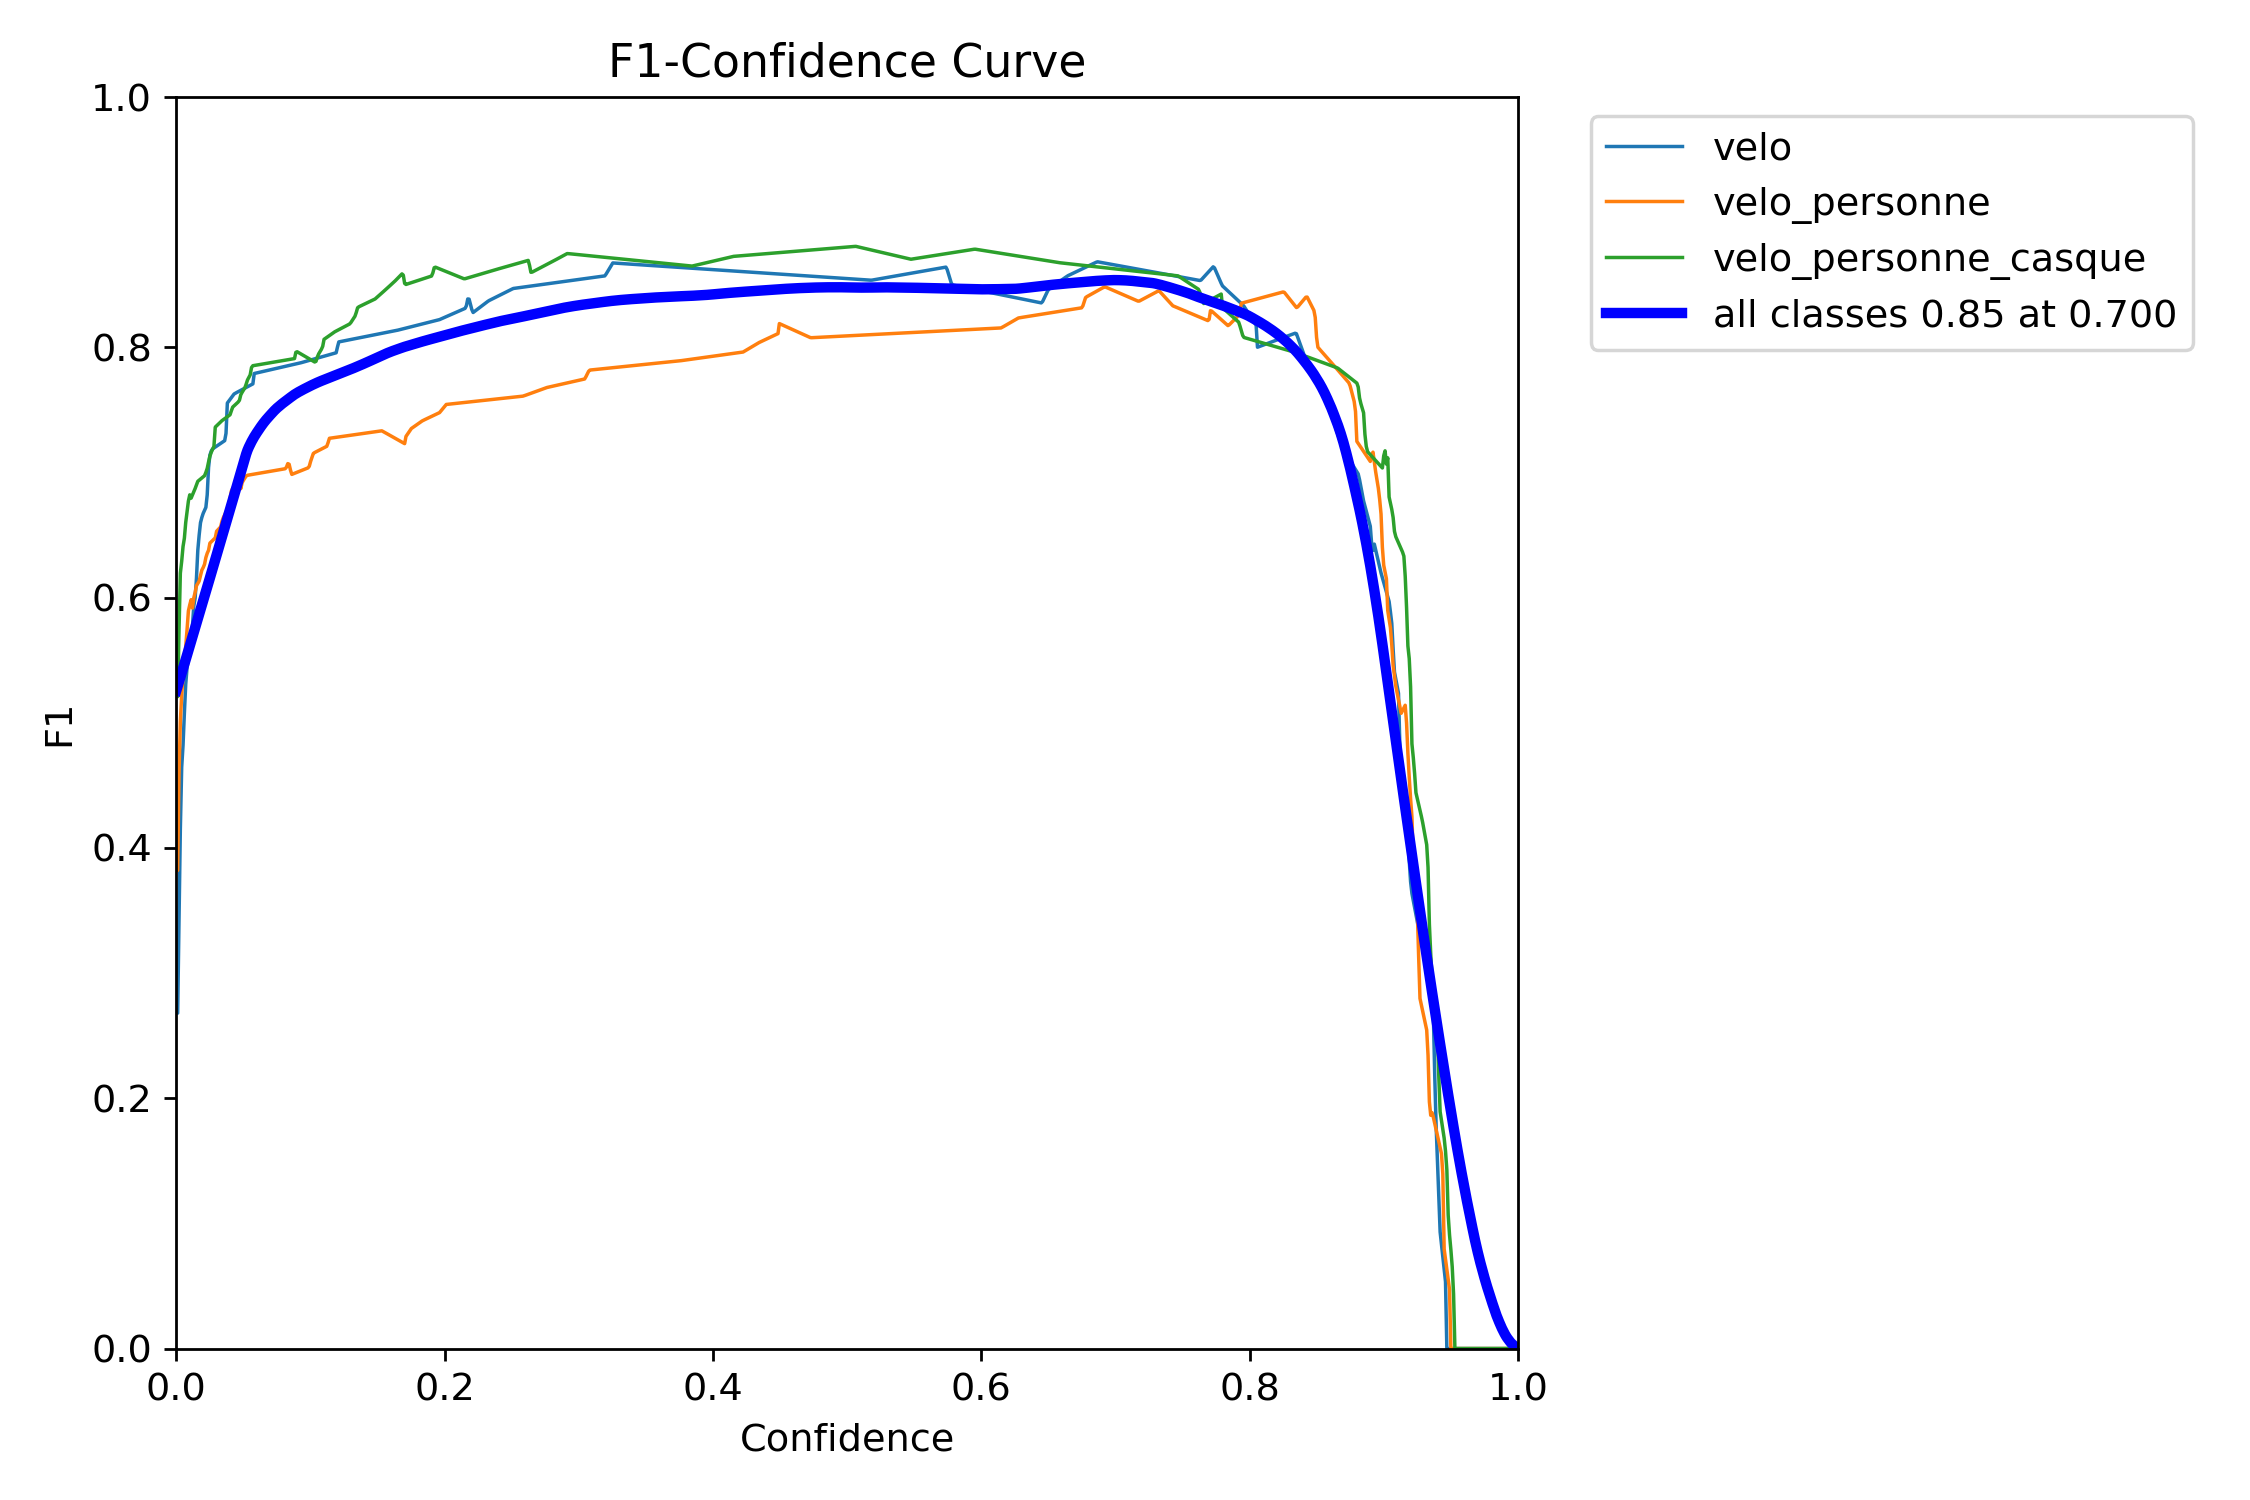 F1-Confidence Curve
1.0
0.8
0.6
0.4
0.2
0.0
F1
0.0 0.2 0.4 0.6 0.8 1.0
Confidence
velo
velo_personne
velo_personne_casque
all classes 0.85 at 0.700